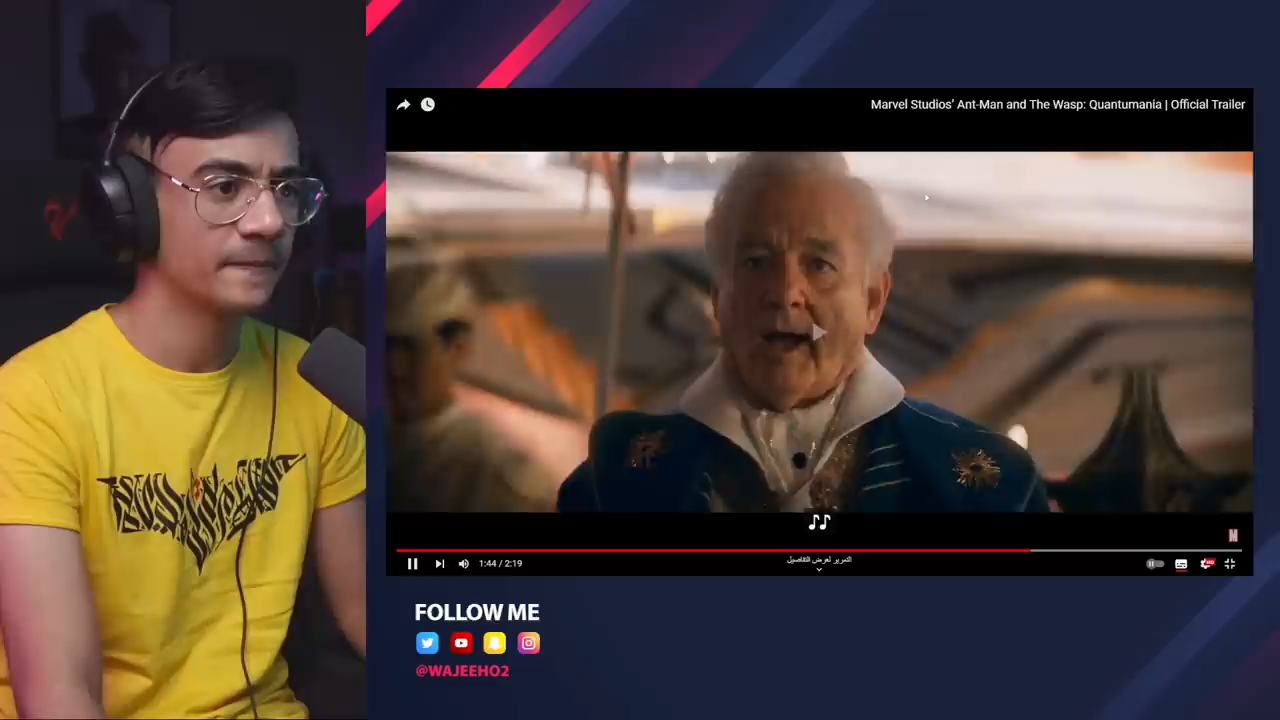 Marvel Studios' Ant-Man and The Wasp: Quantumania | Official Trailer
1:44 / 2:19
التمرير لعرض التفاصيل
HD
FOLLOW ME
@WAJEEHO2